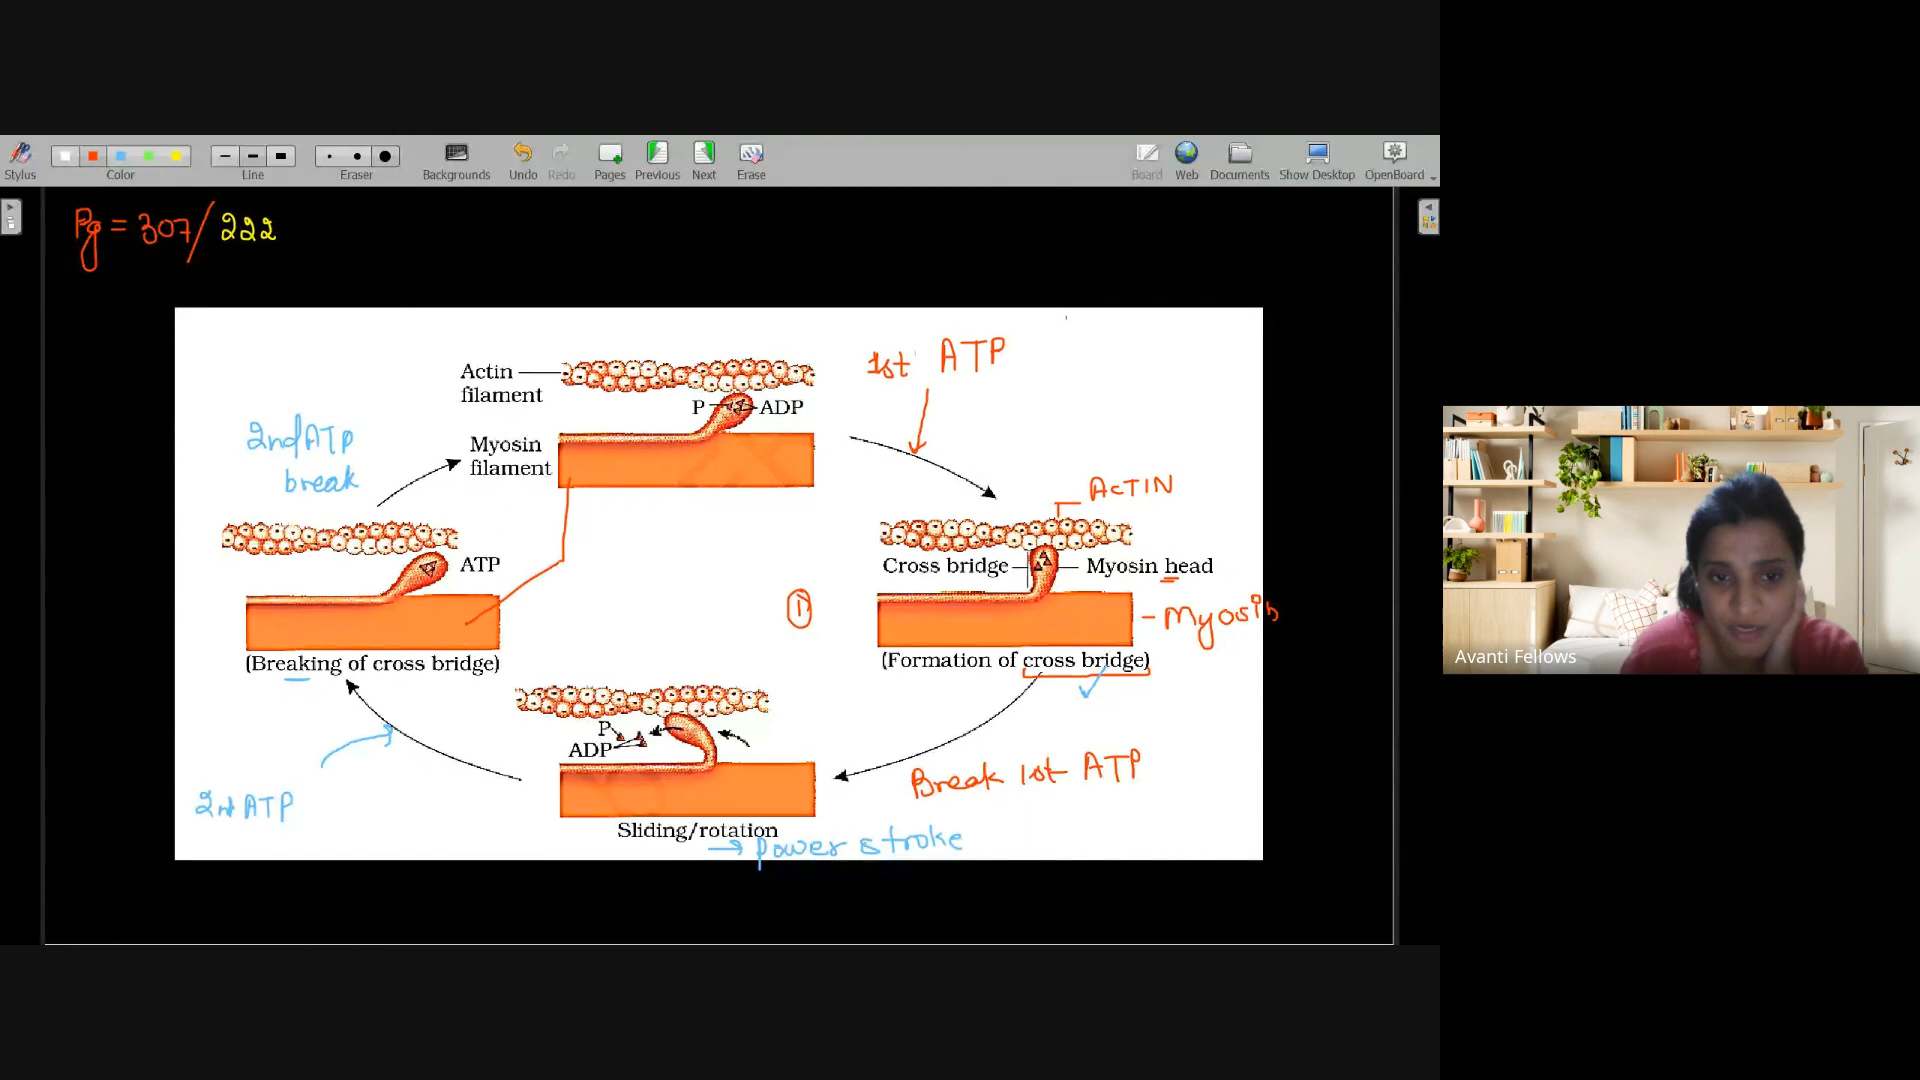 Stylus
Color
Line
Eraser
Backgrounds
Undo
Redo
Pages
Previous
Next
Erase
Board
Web
Documents
Show Desktop
OpenBoard
Pg = 307/222
1st ATP
Actin
filament
P
ADP
2nd ATP
break
Myosin
filament
ACTIN
ATP
Cross bridge
Myosin head
1
- Myosin
(Breaking of cross bridge)
(Formation of cross bridge)
Avanti Fellows
P
ADP
Break 1st ATP
2nd ATP
Sliding/rotation
→ power stroke